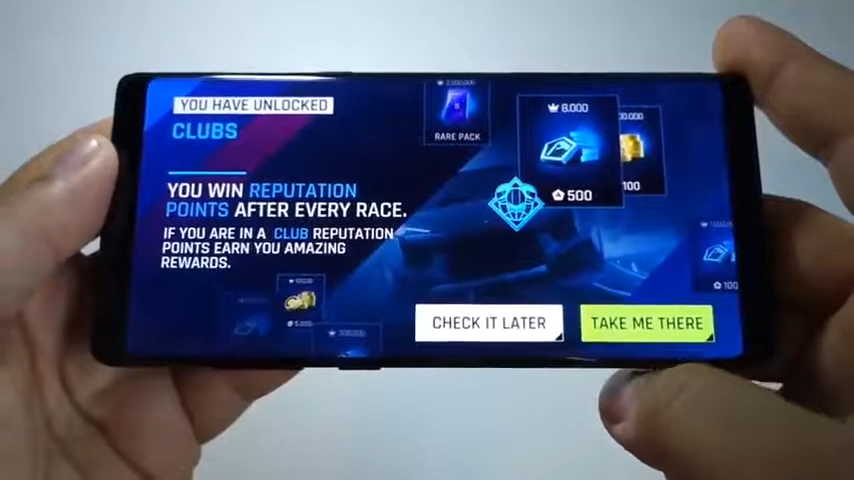 YOU HAVE UNLOCKED
CLUBS
YOU WIN REPUTATION
POINTS AFTER EVERY RACE.
IF YOU ARE IN A CLUB REPUTATION
POINTS EARN YOU AMAZING
REWARDS.
RARE PACK
8.000
500
100
100
CHECK IT LATER
TAKE ME THERE